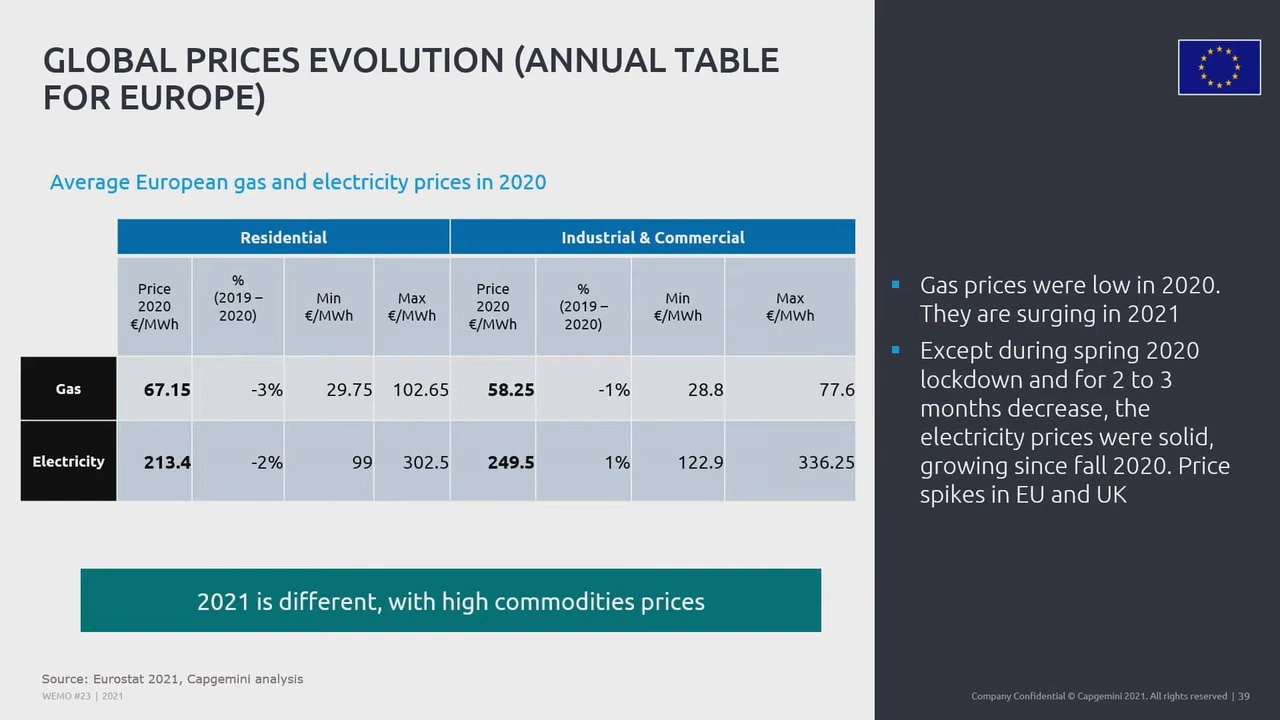 GLOBAL PRICES EVOLUTION (ANNUAL TABLE
FOR EUROPE)
Average European gas and electricity prices in 2020
Residential Industrial & Commercial
Price 2020 €/MWh % (2019 – 2020) Min €/MWh Max €/MWh Price 2020 €/MWh % (2019 – 2020) Min €/MWh Max €/MWh
Gas 67.15 -3% 29.75 102.65 58.25 -1% 28.8 77.6
Electricity 213.4 -2% 99 302.5 249.5 1% 122.9 336.25
2021 is different, with high commodities prices
▪ Gas prices were low in 2020.
They are surging in 2021
▪ Except during spring 2020
lockdown and for 2 to 3
months decrease, the
electricity prices were solid,
growing since fall 2020. Price
spikes in EU and UK
Source: Eurostat 2021, Capgemini analysis
WEMO #23 | 2021
Company Confidential © Capgemini 2021. All rights reserved | 39